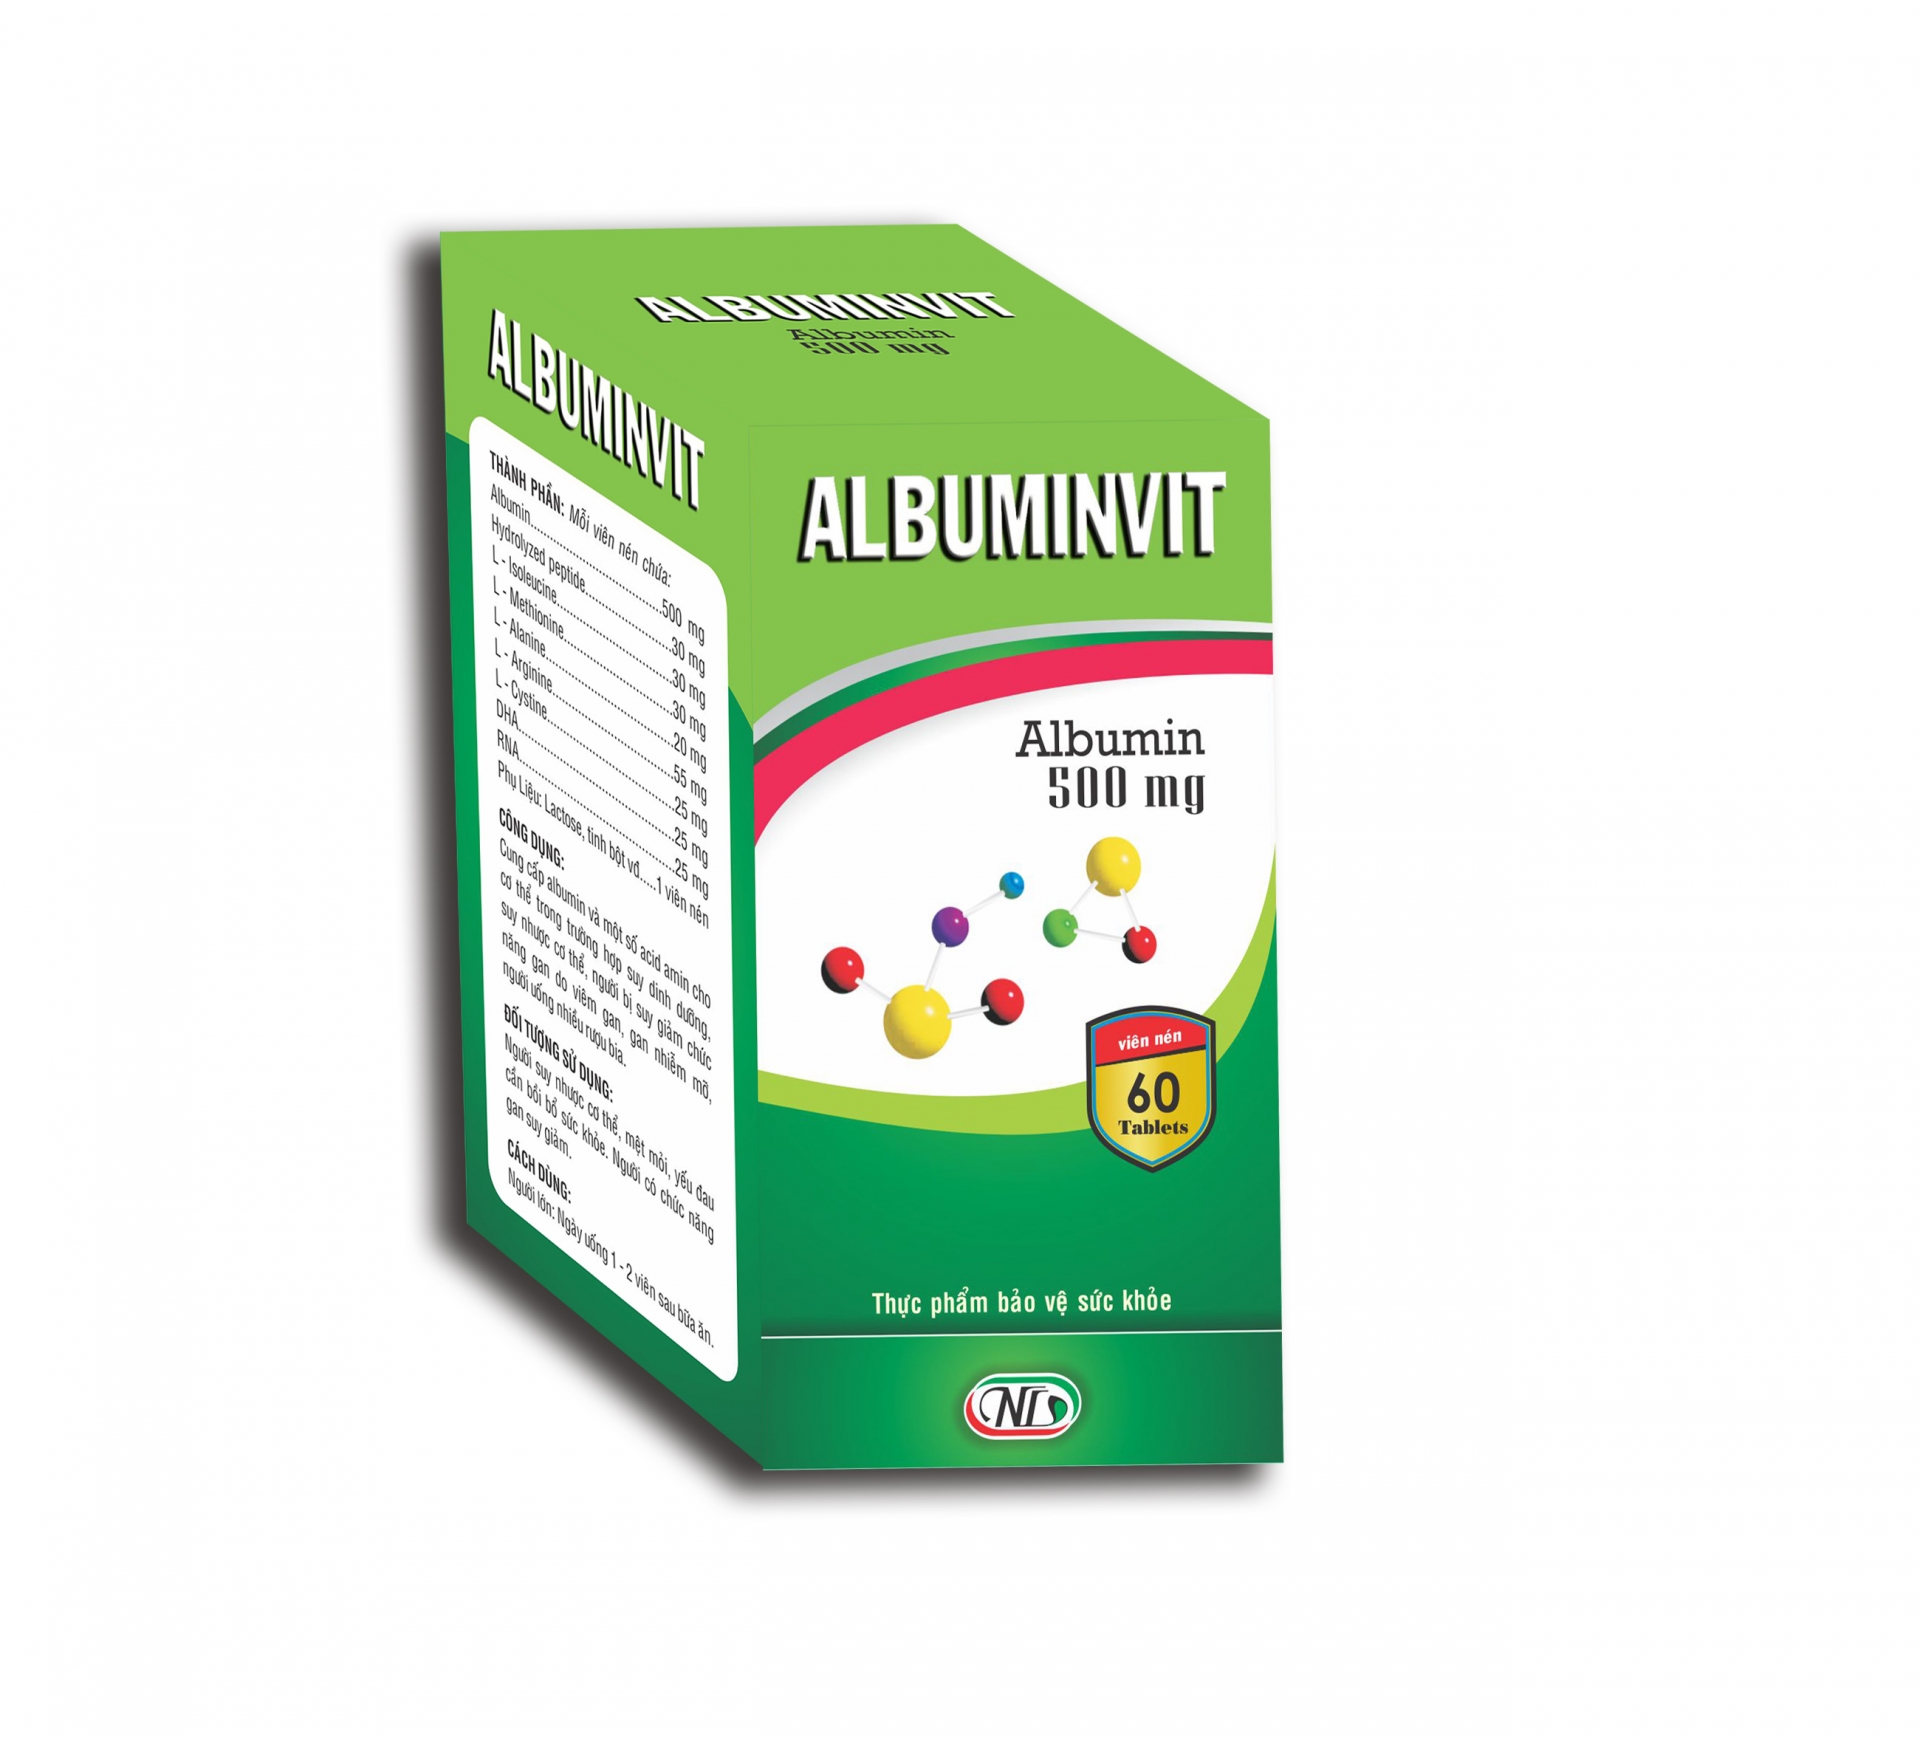 ALBUMINVIT
Albumin
500 mg
ALBUMINVIT
THÀNH PHẦN: Mỗi viên nén chứa:
Albumin..............................500 mg
Hydrolyzed peptide....................30 mg
L - Isoleucine..............................30 mg
L - Methionine............................30 mg
L - Alanine.................................20 mg
L - Arginine...............................55 mg
L - Cystine.................................25 mg
DHA..........................................25 mg
RNA..........................................25 mg
Phụ Liệu: Lactose, tinh bột vđ.....1 viên nén
CÔNG DỤNG:
Cung cấp albumin và một số acid amin cho
cơ thể trong trường hợp suy dinh dưỡng,
suy nhược cơ thể, người bị suy giảm chức
năng gan do viêm gan, gan nhiễm mỡ,
người uống nhiều rượu bia.
ĐỐI TƯỢNG SỬ DỤNG:
Người suy nhược cơ thể, mệt mỏi, yếu đau
cần bồi bổ sức khỏe. Người có chức năng
gan suy giảm.
CÁCH DÙNG:
Người lớn: Ngày uống 1 - 2 viên sau bữa ăn.
ALBUMINVIT
Albumin
500 mg
viên nén
60
Tablets
Thực phẩm bảo vệ sức khỏe